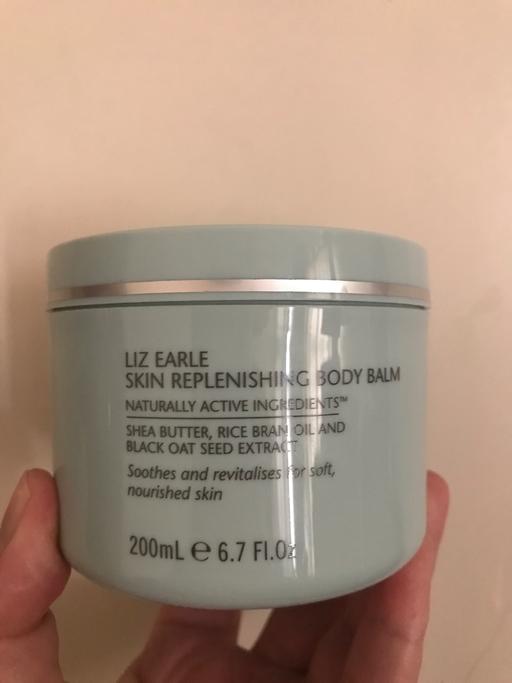 LIZ EARLE
SKIN REPLENISHING BODY BALM
NATURALLY ACTIVE INGREDIENTS™
SHEA BUTTER, RICE BRAN OIL AND
BLACK OAT SEED EXTRACT
Soothes and revitalises for soft,
nourished skin
200mL ℮ 6.7 Fl.Oz